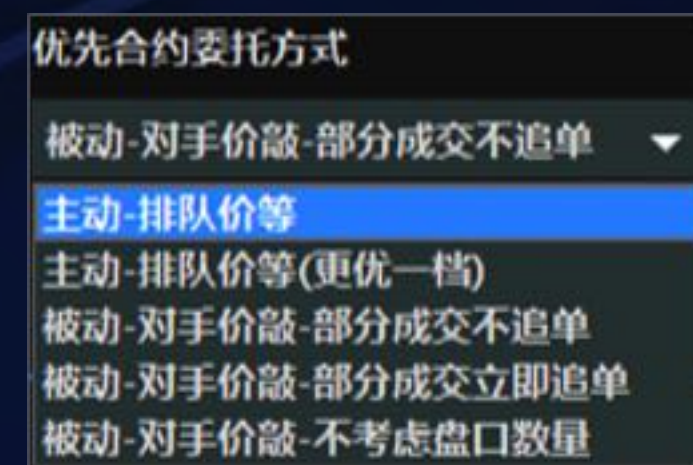 优先合约委托方式
被动-对手价敲-部分成交不追单
主动-排队价等
主动-排队价等(更优一档)
被动-对手价敲-部分成交不追单
被动-对手价敲-部分成交立即追单
被动-对手价敲-不考虑盘口数量